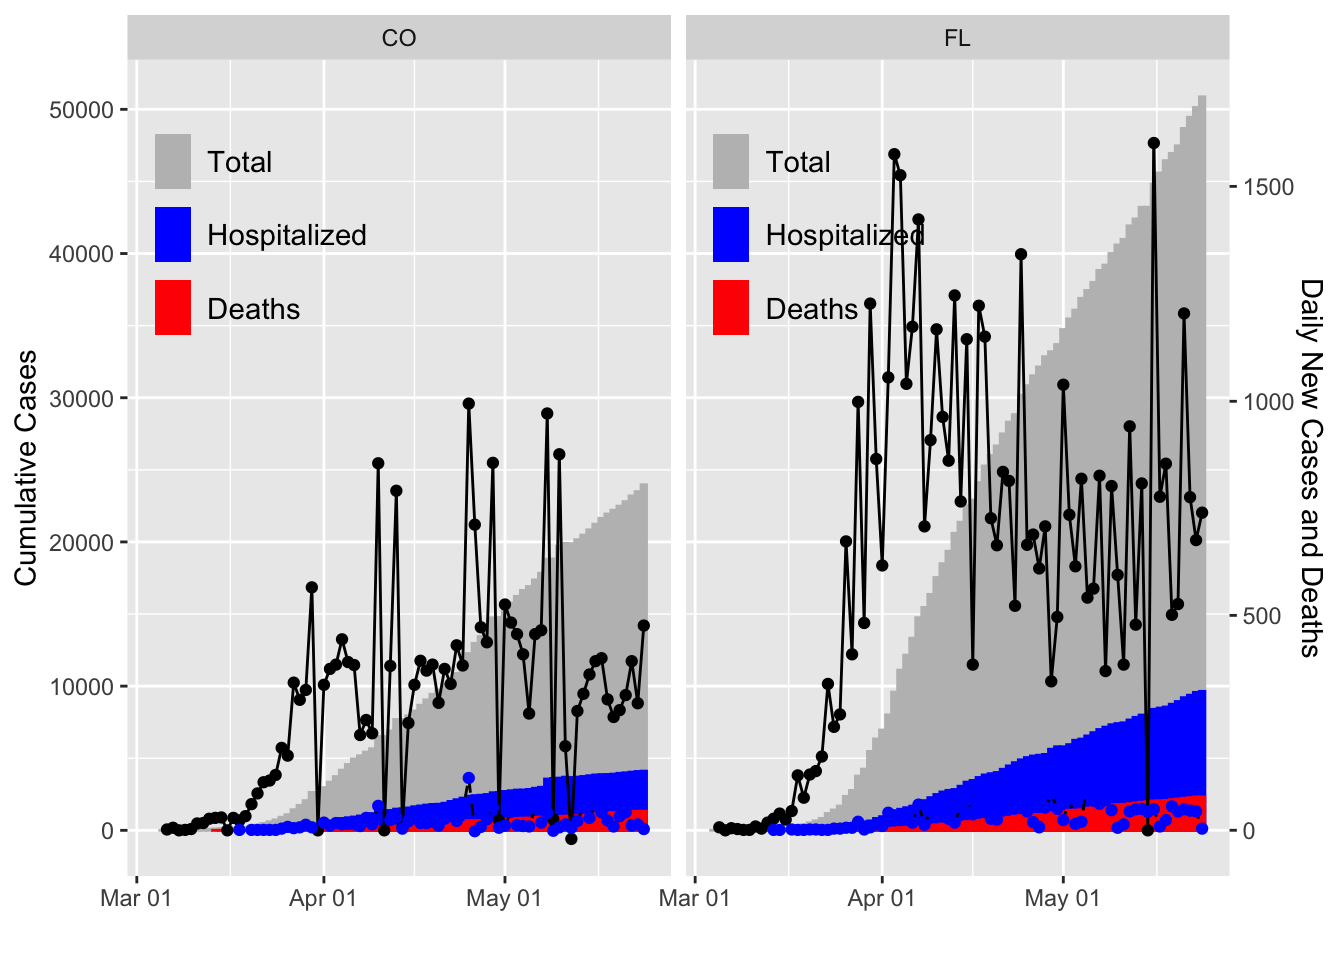 CO
FL
50000
40000
30000
20000
10000
0
Cumulative Cases
Total
Hospitalized
Deaths
Total
Hospitalized
Deaths
1500
1000
500
0
Daily New Cases and Deaths
Mar 01
Apr 01
May 01
Mar 01
Apr 01
May 01